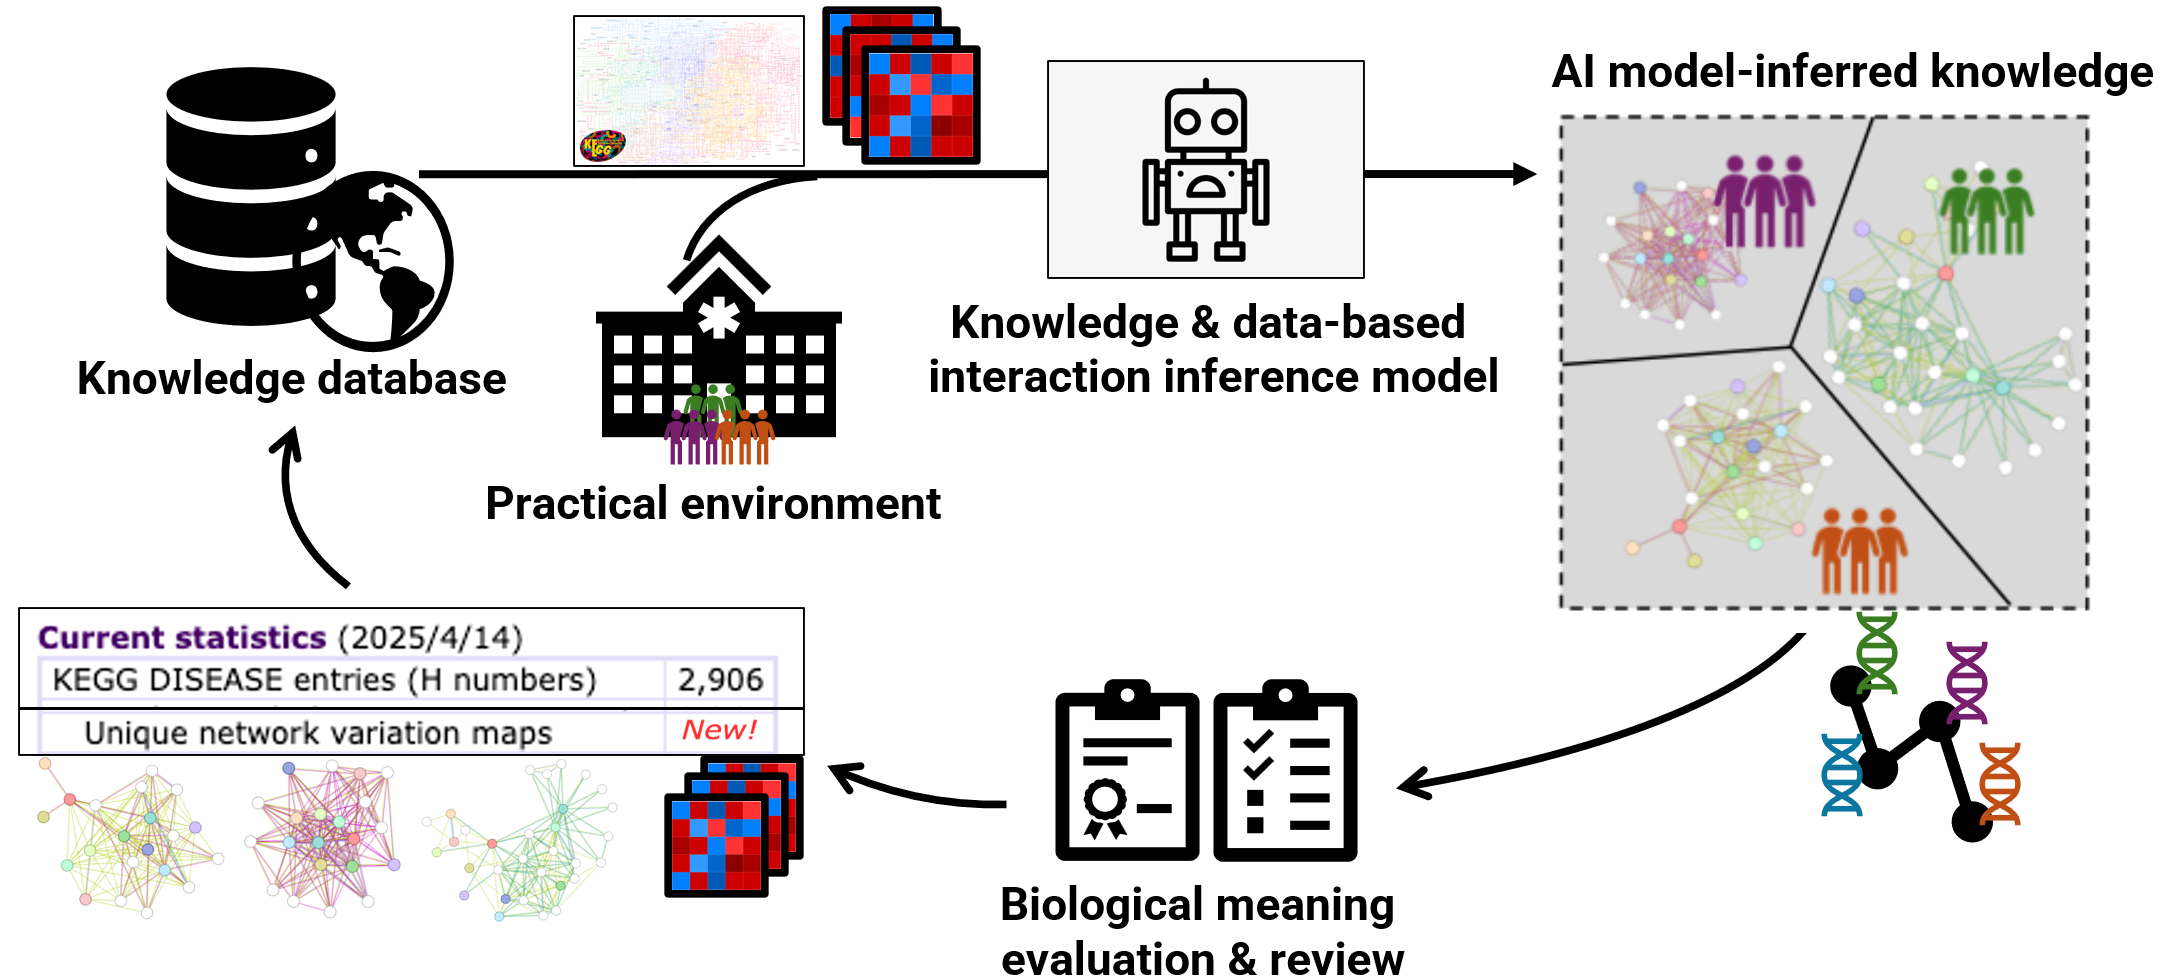 KEGG
AI model-inferred knowledge
Knowledge & data-based
interaction inference model
Knowledge database
Practical environment
Current statistics (2025/4/14)
KEGG DISEASE entries (H numbers) 2,906
Unique network variation maps New!
Biological meaning
evaluation & review